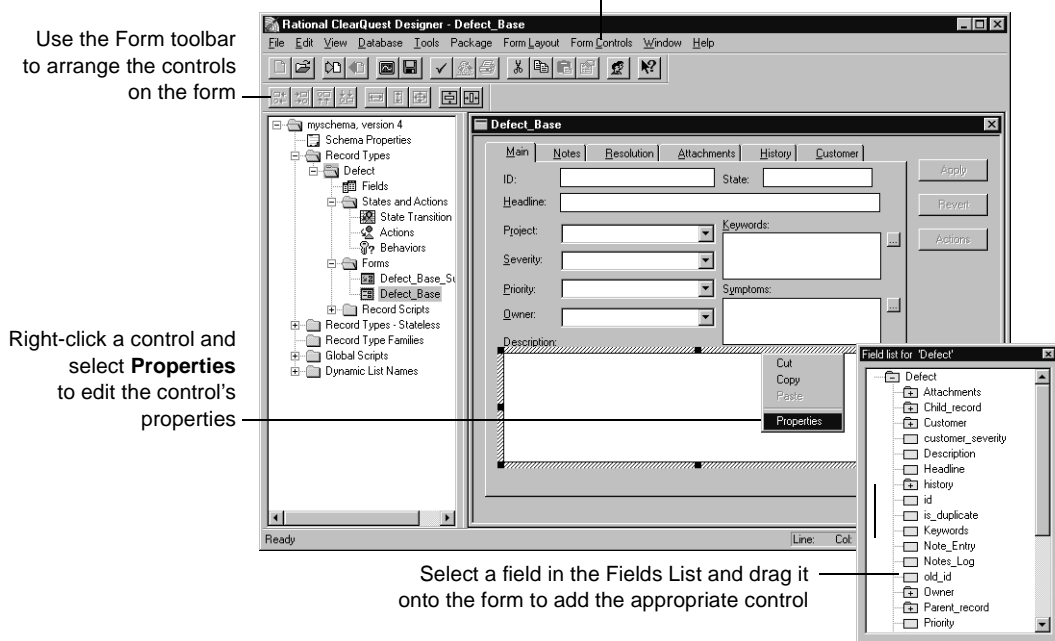 Rational ClearQuest Designer - Defect_Base
File Edit View Database Tools Package Form Layout Form Controls Window Help
Use the Form toolbar
to arrange the controls
on the form
myschema, version 4
Schema Properties
Record Types
Defect
Fields
States and Actions
State Transition
Actions
Behaviors
Forms
Defect_Base_Su
Defect_Base
Record Scripts
Record Types - Stateless
Record Type Families
Global Scripts
Dynamic List Names
Defect_Base
Main Notes Resolution Attachments History Customer
ID: State:
Headline:
Project: Keywords:
Severity:
Priority: Symptoms:
Owner:
Description:
Apply
Revert
Actions
...
...
Cut
Copy
Paste
Properties
Right-click a control and
select Properties
to edit the control's
properties
Field list for 'Defect'
Defect
Attachments
Child_record
Customer
customer_severity
Description
Headline
history
id
is_duplicate
Keywords
Note_Entry
Notes_Log
old_id
Owner
Parent_record
Priority
Ready Line: Col:
Select a field in the Fields List and drag it
onto the form to add the appropriate control